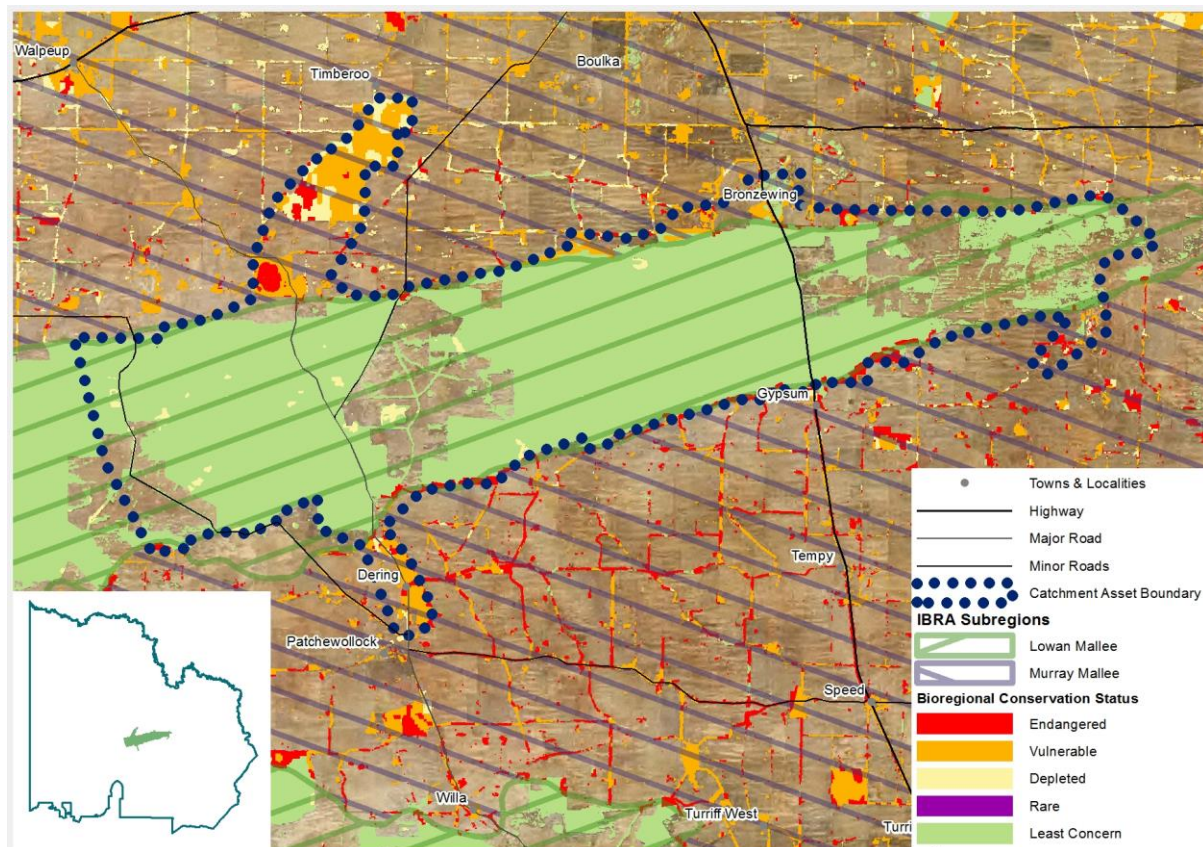 Walpeup
Timberoo
Boulka
Bronzewing
Gypsum
Tempy
Dering
Patchewollock
Speed
Willa
Turriff West
Turri
Towns & Localities
Highway
Major Road
Minor Roads
Catchment Asset Boundary
IBRA Subregions
Lowan Mallee
Murray Mallee
Bioregional Conservation Status
Endangered
Vulnerable
Depleted
Rare
Least Concern